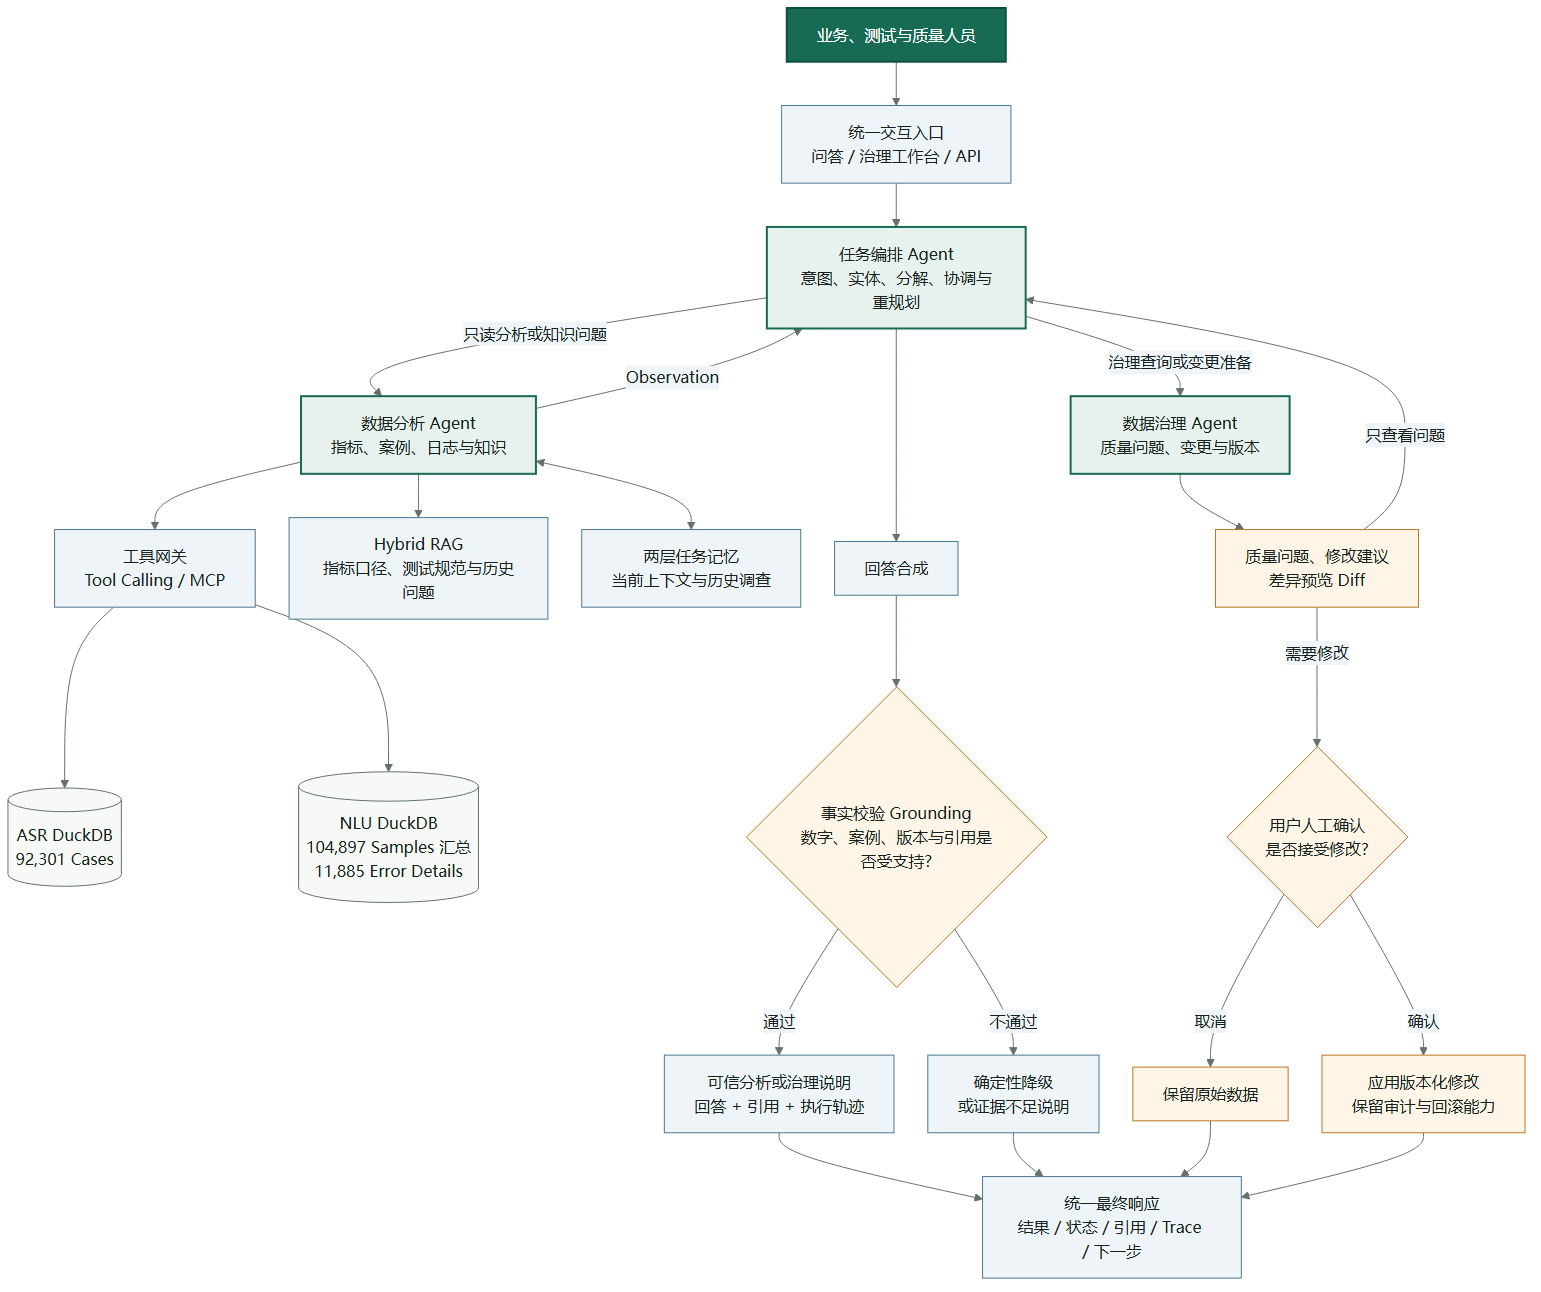 业务、测试与质量人员
统一交互入口
问答 / 治理工作台 / API
任务编排 Agent
意图、实体、分解、协调与
重规划
只读分析或知识问题
Observation
治理查询或变更准备
只查看问题
数据分析 Agent
指标、案例、日志与知识
数据治理 Agent
质量问题、变更与版本
工具网关
Tool Calling / MCP
Hybrid RAG
指标口径、测试规范与历史
问题
两层任务记忆
当前上下文与历史调查
回答合成
质量问题、修改建议
差异预览 Diff
需要修改
ASR DuckDB
92,301 Cases
NLU DuckDB
104,897 Samples 汇总
11,885 Error Details
事实校验 Grounding
数字、案例、版本与引用是
否受支持?
用户人工确认
是否接受修改?
通过
不通过
取消
确认
可信分析或治理说明
回答 + 引用 + 执行轨迹
确定性降级
或证据不足说明
保留原始数据
应用版本化修改
保留审计与回滚能力
统一最终响应
结果 / 状态 / 引用 / Trace
/ 下一步